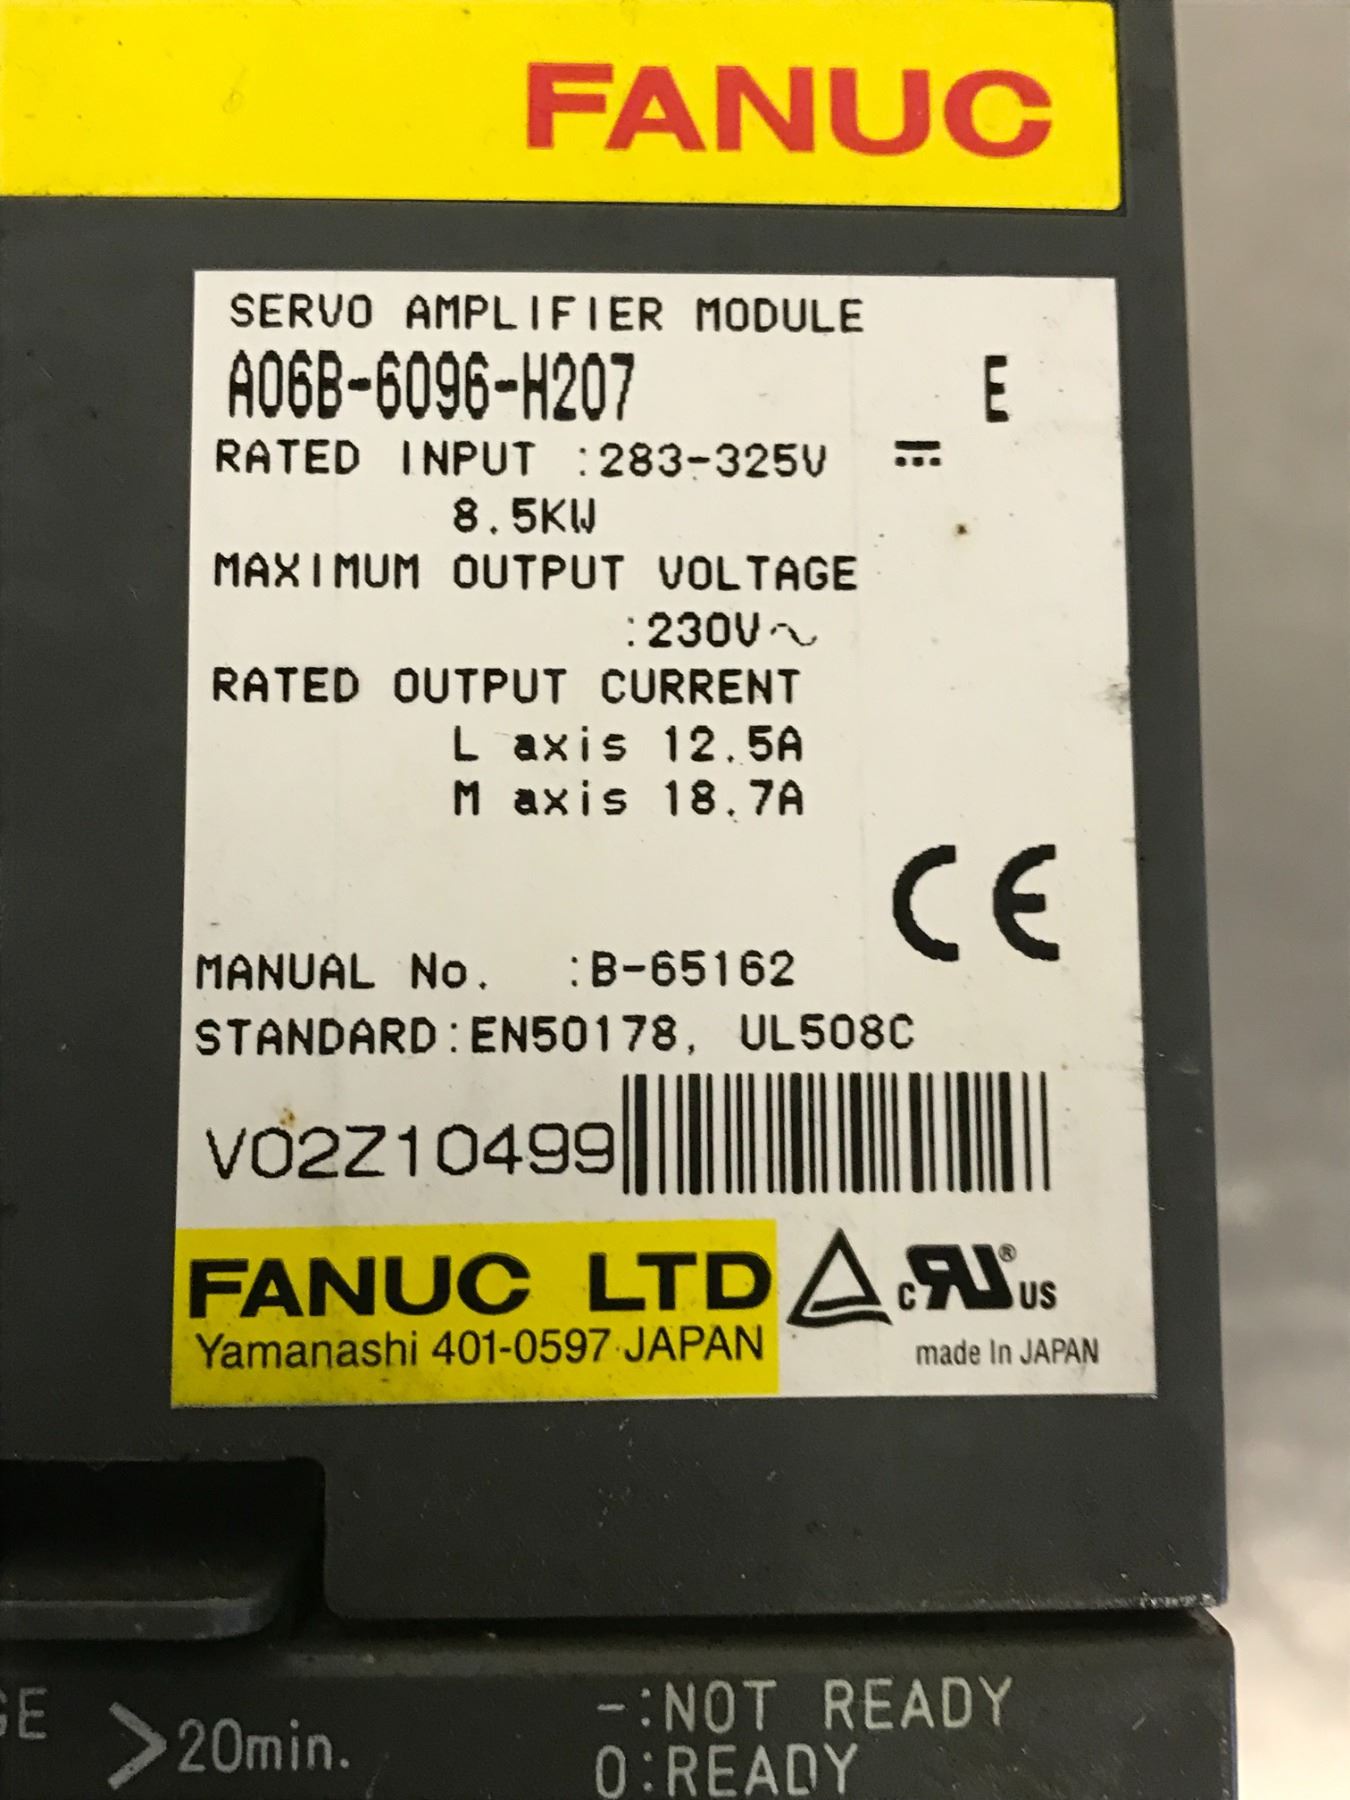 FANUC
SERVO AMPLIFIER MODULE
A06B-6096-H207 E
RATED INPUT :283-325V ⎓
8.5KW
MAXIMUM OUTPUT VOLTAGE
:230V~
RATED OUTPUT CURRENT
L axis 12.5A
M axis 18.7A
CE
MANUAL No. :B-65162
STANDARD:EN50178, UL508C
V02Z10499
FANUC LTD
Yamanashi 401-0597 JAPAN
c RU ® US
made In JAPAN
-:NOT READY
>20min.
0:READY